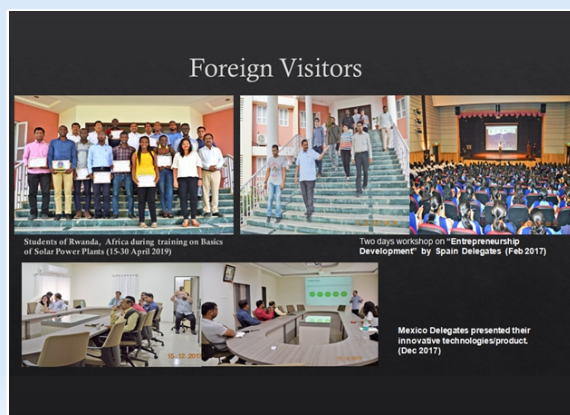 Foreign Visitors
Students of Rwanda, Africa during training on Basics
of Solar Power Plants (15-30 April 2019)
Two days workshop on "Entrepreneurship
Development" by Spain Delegates (Feb 2017)
Mexico Delegates presented their
innovative technologies/product.
(Dec 2017)